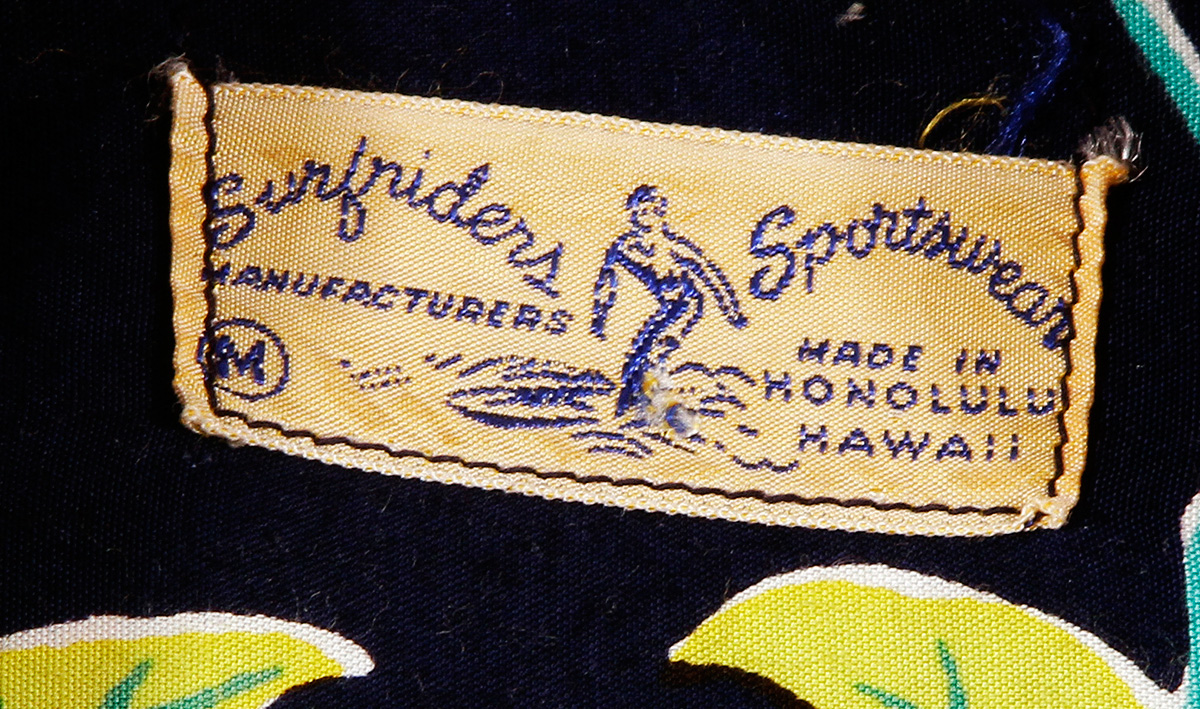 Surfriders Sportswear
MANUFACTURERS
M
MADE IN
HONOLULU
HAWAII